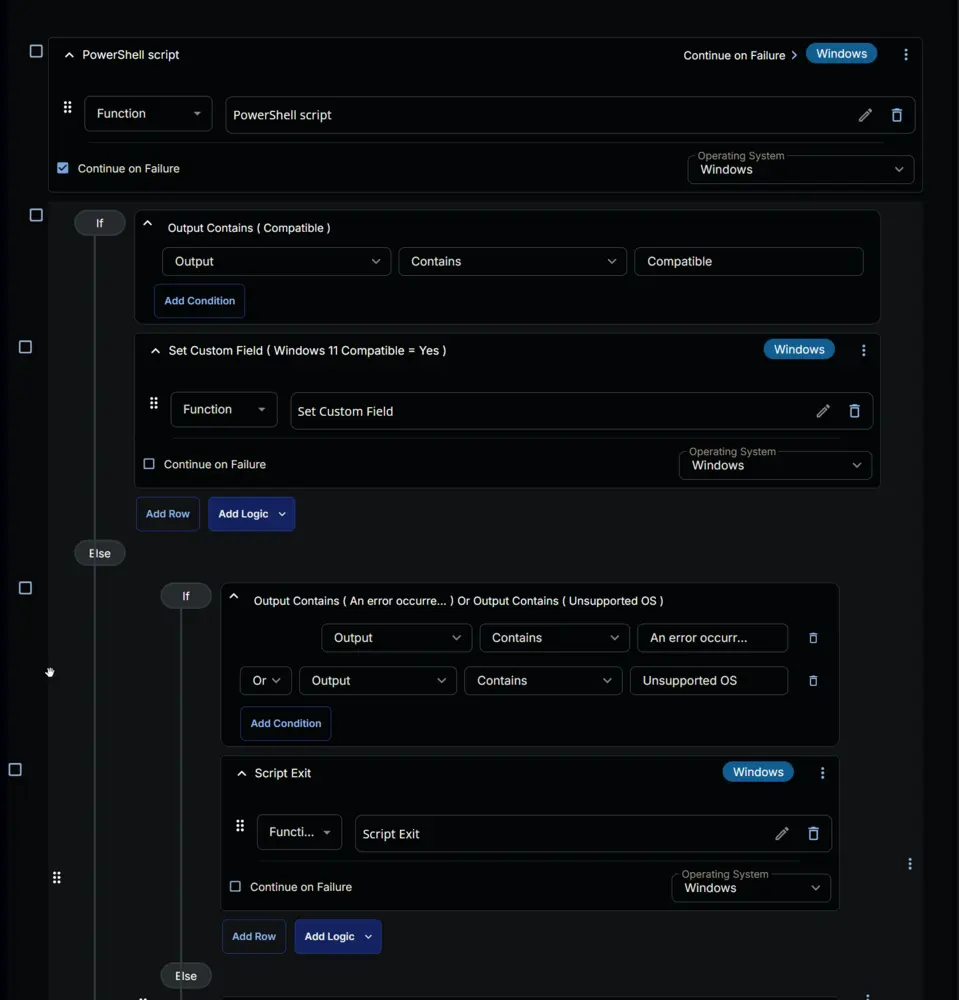 PowerShell script Continue on Failure Windows
Function PowerShell script
Continue on Failure
Operating System
Windows
If
Output Contains ( Compatible )
Output Contains Compatible
Add Condition
Set Custom Field ( Windows 11 Compatible = Yes ) Windows
Function Set Custom Field
Continue on Failure
Operating System
Windows
Add Row Add Logic
Else
If
Output Contains ( An error occurre... ) Or Output Contains ( Unsupported OS )
Output Contains An error occurr...
Or Output Contains Unsupported OS
Add Condition
Script Exit Windows
Functi... Script Exit
Continue on Failure
Operating System
Windows
Add Row Add Logic
Else